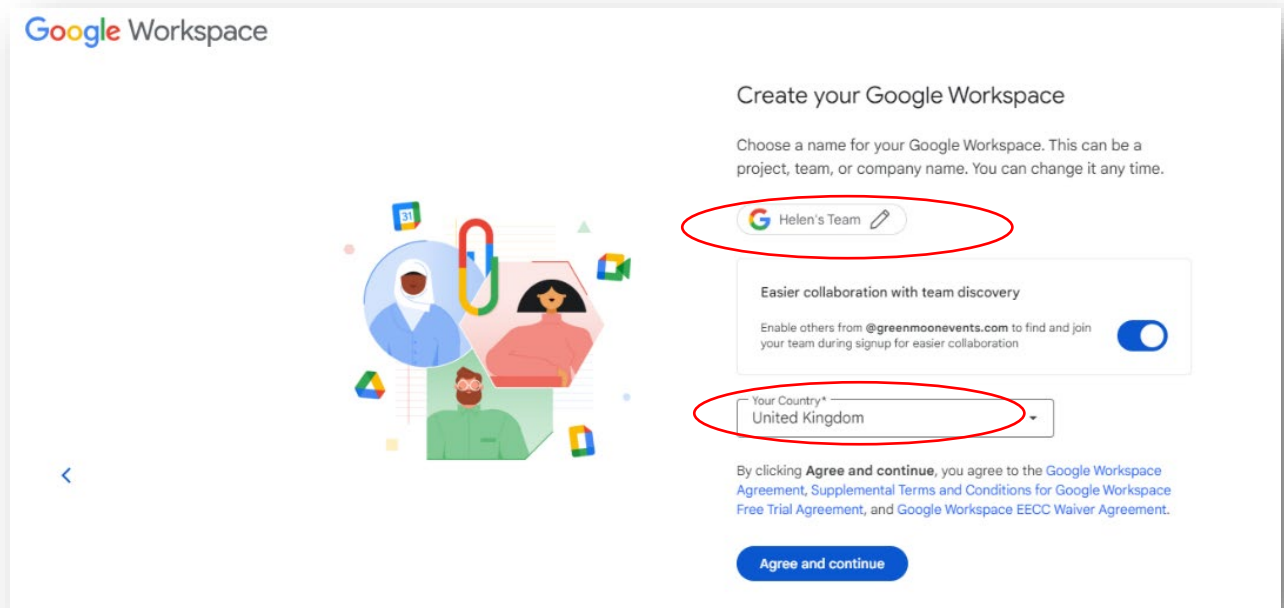 Google Workspace
Create your Google Workspace
Choose a name for your Google Workspace. This can be a
project, team, or company name. You can change it any time.
31
G Helen's Team
Easier collaboration with team discovery
Enable others from @greenmoonevents.com to find and join
your team during signup for easier collaboration
Your Country*
United Kingdom
By clicking Agree and continue, you agree to the Google Workspace
Agreement, Supplemental Terms and Conditions for Google Workspace
Free Trial Agreement, and Google Workspace EECC Waiver Agreement.
Agree and continue